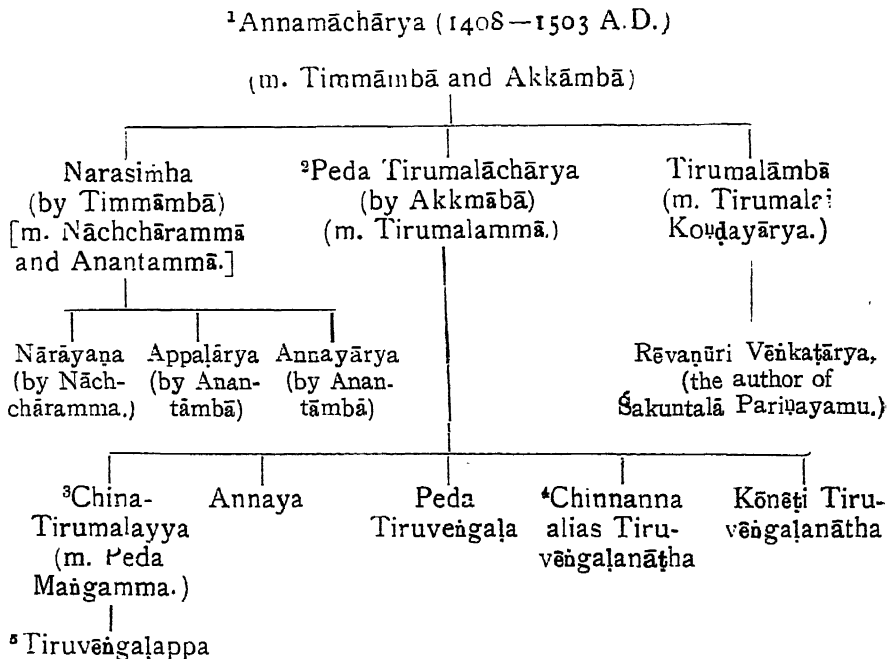 ¹Annamāchārya (1408—1503 A.D.)
(m. Timmāmbā and Akkāmbā)
Narasiṁha
(by Timmāmbā)
[m. Nāchchārammā
and Anantammā.]
²Peda Tirumalāchārya
(by Akkmābā)
(m. Tirumalammā.)
Tirumalāmbā
(m. Tirumalai
Koṇḍayārya.)
Nārāyaṇa
(by Nāch-
chāramma.)
Appaḷārya
(by Anan-
tāmbā)
Annayārya
(by Anan-
tāmbā)
Rēvaṇūri Vēṅkaṭārya,
(the author of
Śakuntalā Pariṇayamu.)
³China-
Tirumalayya
(m. Peda
Maṅgamma.)
Annaya
Peda
Tiruveṅgaḷa
⁴Chinnanna
alias Tiru-
vēṅgaḷanāṭha
Kōnēṭi Tiru-
vēṅgaḷanātha
⁵Tiruvēṅgaḷappa